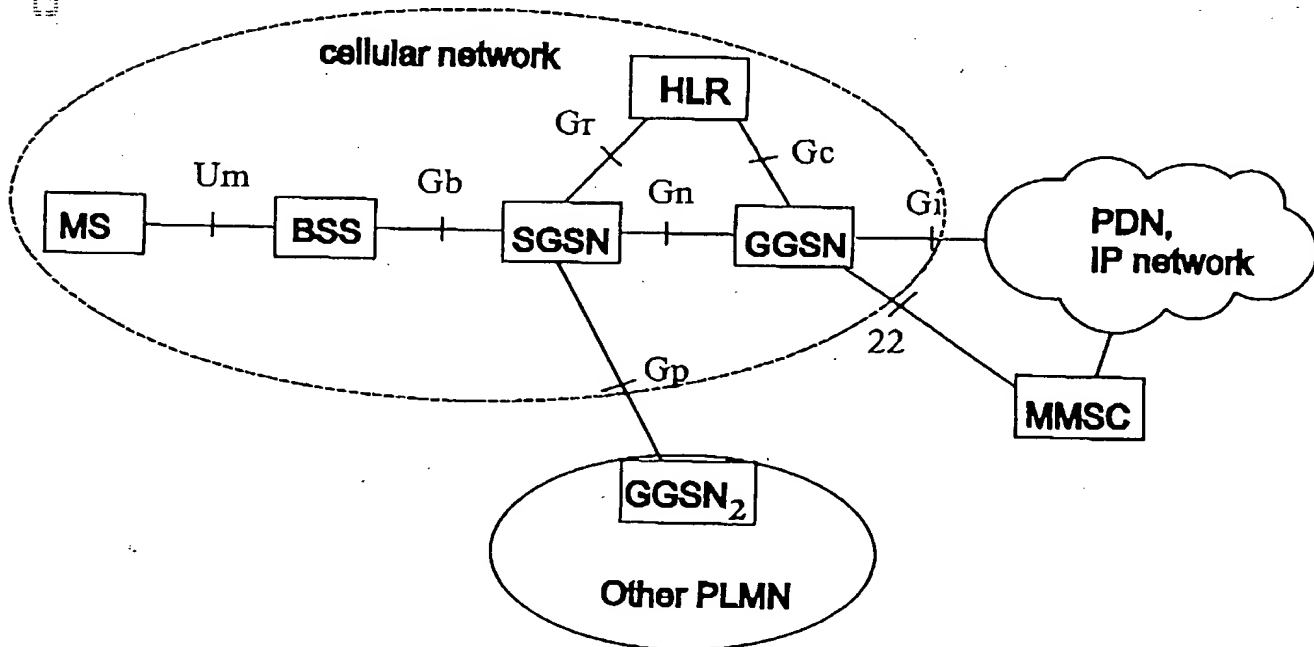 cellular network
HLR
Gr
Gc
Um
Gb
Gn
Gi
MS
BSS
SGSN
GGSN
PDN,
IP network
22
Gp
MMSC
GGSN2
Other PLMN